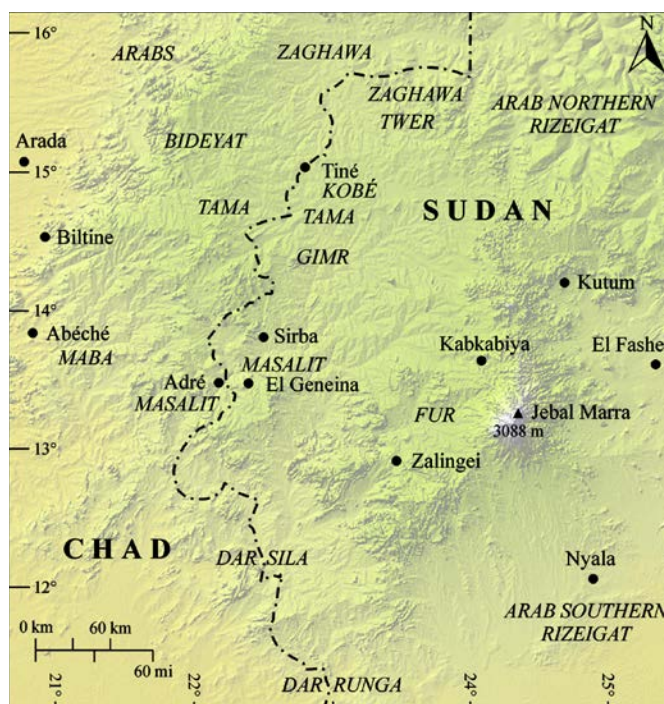 16°
ARABS
ZAGHAWA
N
ZAGHAWA
TWER
ARAB NORTHERN
RIZEIGAT
Arada
BIDEYAT
15°
Tiné
KOBÉ
TAMA
TAMA
SUDAN
Biltine
GIMR
Kutum
14°
Abéché
MABA
Sirba
Kabkabiya
El Fashe
MASALIT
Adré
El Geneina
MASALIT
FUR
Jebal Marra
3088 m
13°
Zalingei
CHAD
DAR SILA
Nyala
12°
ARAB SOUTHERN
RIZEIGAT
0 km 60 km
60 mi
DAR RUNGA
21°
22°
24°
25°